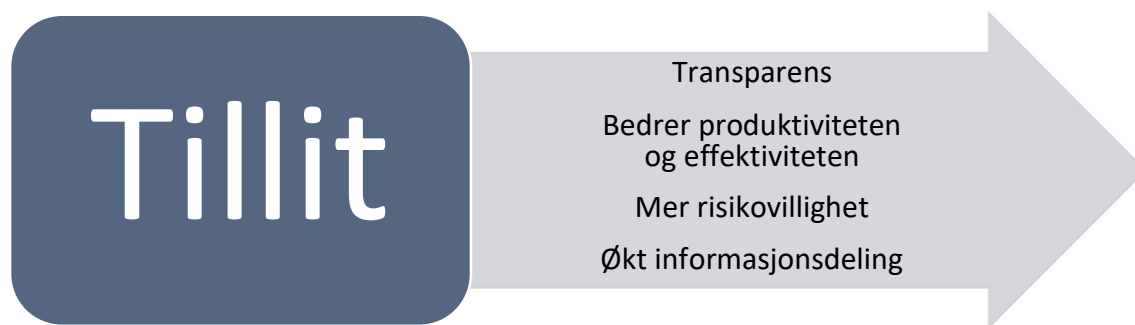 Tillit
Transparens
Bedrer produktiviteten
og effektiviteten
Mer risikovillighet
Økt informasjonsdeling